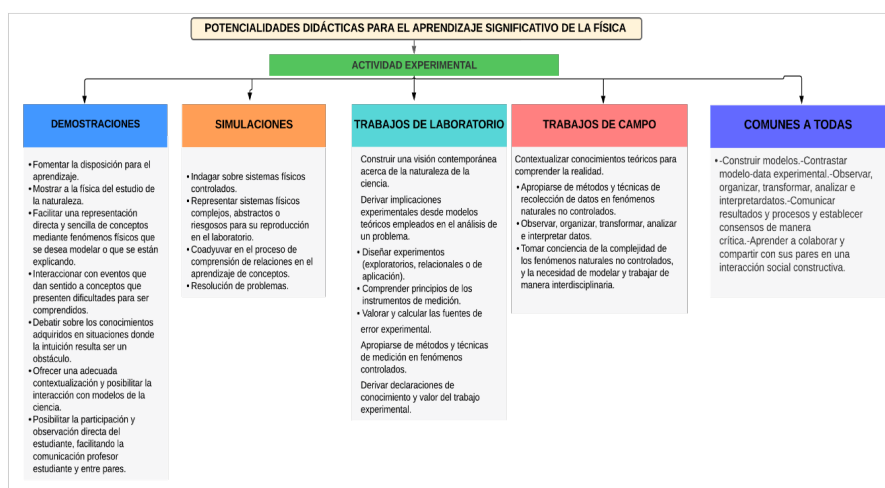 POTENCIALIDADES DIDÁCTICAS PARA EL APRENDIZAJE SIGNIFICATIVO DE LA FÍSICA
ACTIVIDAD EXPERIMENTAL
DEMOSTRACIONES
•Fomentar la disposición para el
aprendizaje.
•Mostrar a la física del estudio de
la naturaleza.
•Facilitar una representación
directa y sencilla de conceptos
mediante fenómenos físicos que
se desea modelar o que se están
explicando.
•Interaccionar con eventos que
dan sentido a conceptos que
presenten dificultades para ser
comprendidos.
•Debatir sobre los conocimientos
adquiridos en situaciones donde
la intuición resulta ser un
obstáculo.
•Ofrecer una adecuada
contextualización y posibilitar la
interacción con modelos de la
ciencia.
•Posibilitar la participación y
observación directa del
estudiante, facilitando la
comunicación profesor
estudiante y entre pares.
SIMULACIONES
•Indagar sobre sistemas físicos
controlados.
•Representar sistemas físicos
complejos, abstractos o
riesgosos para su reproducción
en el laboratorio.
•Coadyuvar en el proceso de
comprensión de relaciones en el
aprendizaje de conceptos.
•Resolución de problemas.
TRABAJOS DE LABORATORIO
Construir una visión contemporánea
acerca de la naturaleza de la
ciencia.
Derivar implicaciones
experimentales desde modelos
teóricos empleados en el análisis de
un problema.
•Diseñar experimentos
(exploratorios, relacionales o de
aplicación).
•Comprender principios de los
instrumentos de medición.
•Valorar y calcular las fuentes de
error experimental.
Apropiarse de métodos y técnicas
de medición en fenómenos
controlados.
Derivar declaraciones de
conocimiento y valor del trabajo
experimental.
TRABAJOS DE CAMPO
Contextualizar conocimientos teóricos para
comprender la realidad.
•Apropiarse de métodos y técnicas de
recolección de datos en fenómenos
naturales no controlados.
•Observar, organizar, transformar, analizar
e interpretar datos.
•Tomar conciencia de la complejidad de
los fenómenos naturales no controlados,
y la necesidad de modelar y trabajar de
manera interdisciplinaria.
COMUNES A TODAS
•-Construir modelos.-Contrastar
modelo-data experimental.-Observar,
organizar, transformar, analizar e
interpretardatos.-Comunicar
resultados y procesos y establecer
consensos de manera
crítica.-Aprender a colaborar y
compartir con sus pares en una
interacción social constructiva.